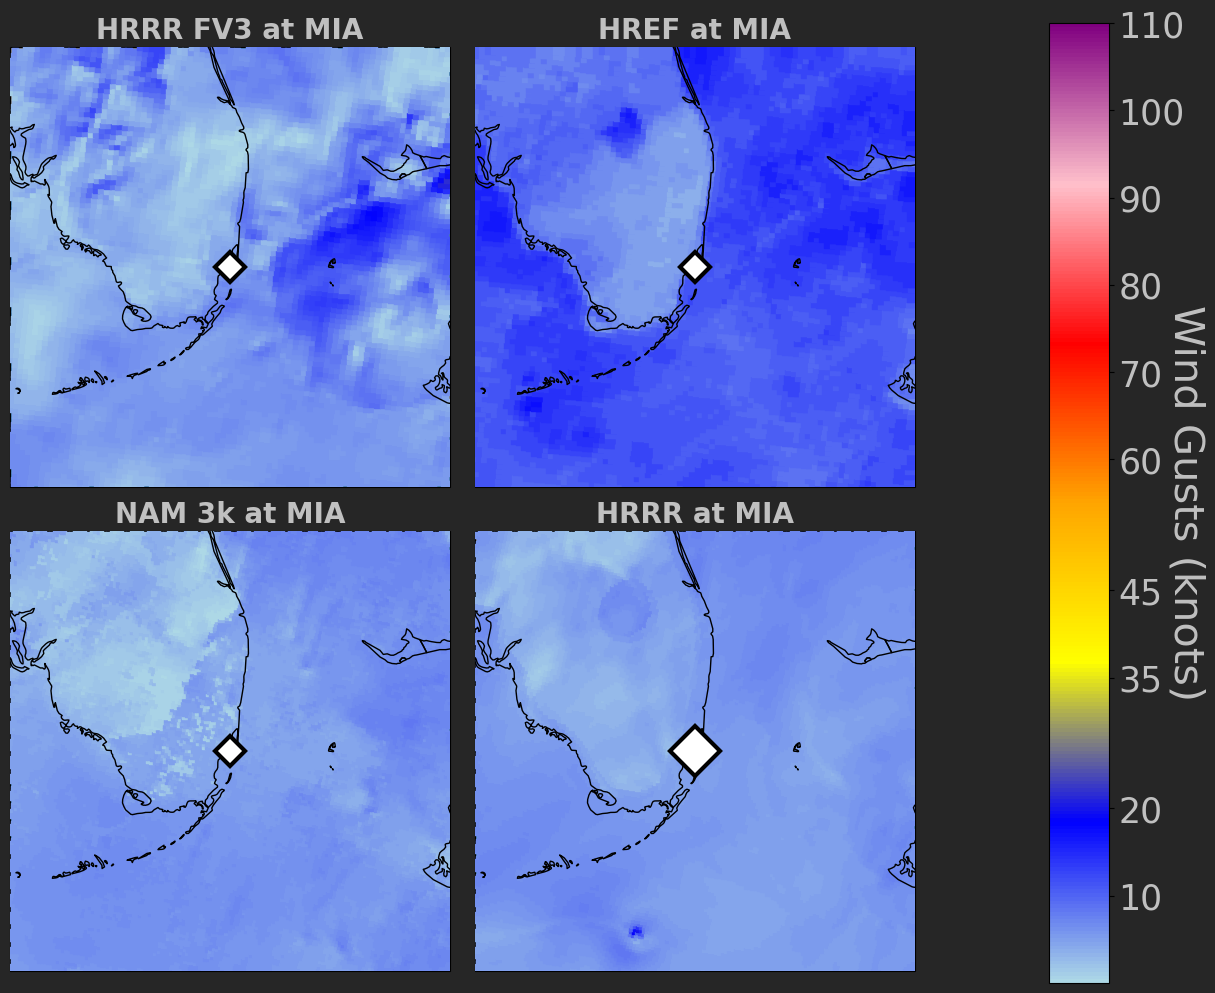 HRRR FV3 at MIA
HREF at MIA
NAM 3k at MIA
HRRR at MIA
110
100
90
80
70
60
45
35
20
10
Wind Gusts (knots)